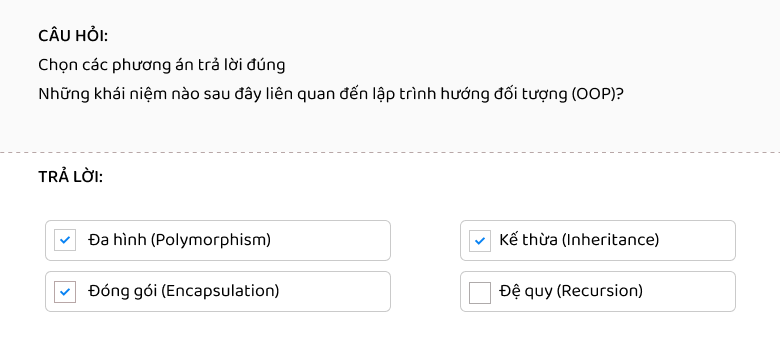 CÂU HỎI:
Chọn các phương án trả lời đúng
Những khái niệm nào sau đây liên quan đến lập trình hướng đối tượng (OOP)?
TRẢ LỜI:
Đa hình (Polymorphism)
Kế thừa (Inheritance)
Đóng gói (Encapsulation)
Đệ quy (Recursion)